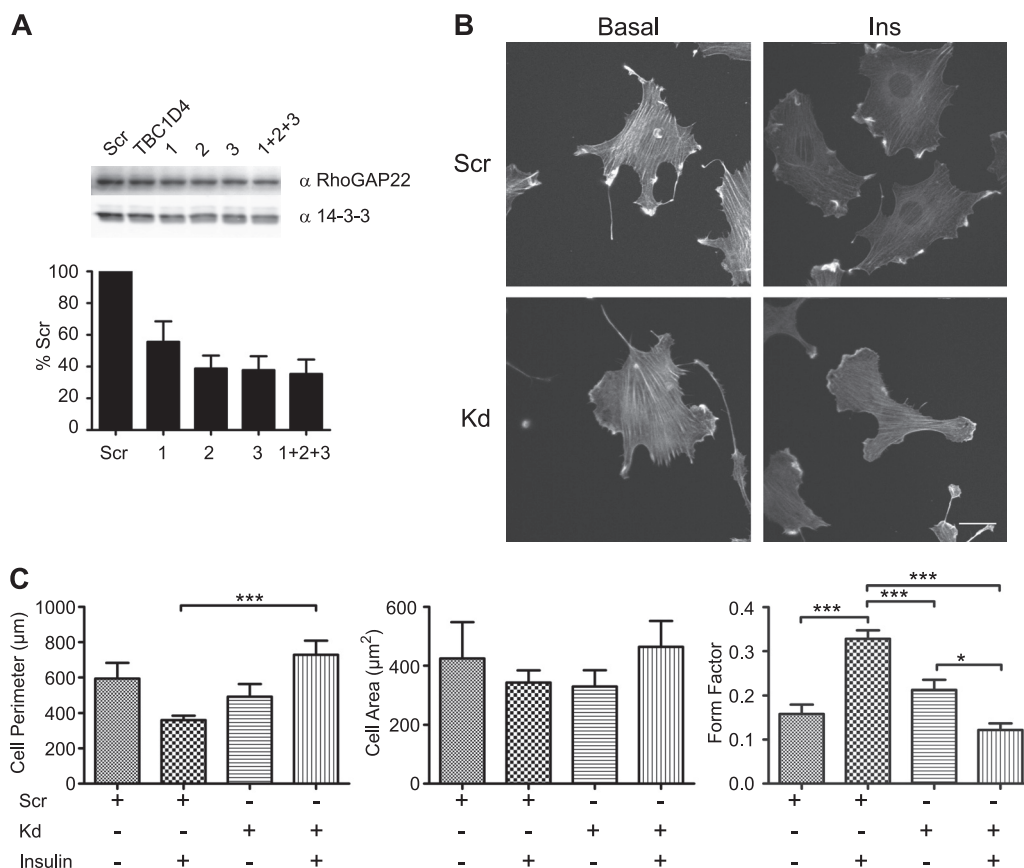 A
Scr TBC1D4 1 2 3 1+2+3
α RhoGAP22
α 14-3-3
% Scr
100
80
60
40
20
0
Scr 1 2 3 1+2+3
B
Basal Ins
Scr
Kd
C
Cell Perimeter (µm)
1000
800
600
400
200
0
***
Cell Area (µm²)
600
400
200
0
Form Factor
0.4
0.3
0.2
0.1
0.0
***
***
***
*
Scr + + - - + + - - + + - -
Kd - - + + - - + + - - + +
Insulin - + - + - + - + - + - +